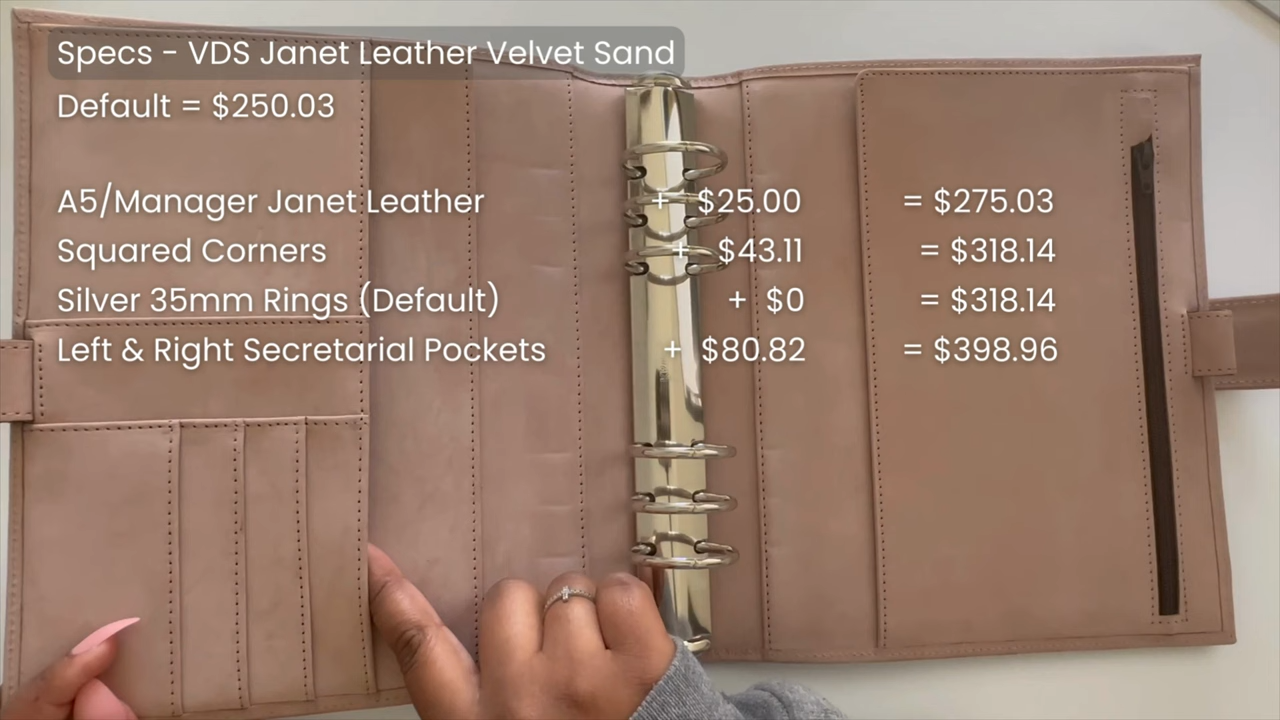 Specs - VDS Janet Leather Velvet Sand
Default = $250.03
A5/Manager Janet Leather + $25.00 = $275.03
Squared Corners + $43.11 = $318.14
Silver 35mm Rings (Default) + $0 = $318.14
Left & Right Secretarial Pockets + $80.82 = $398.96